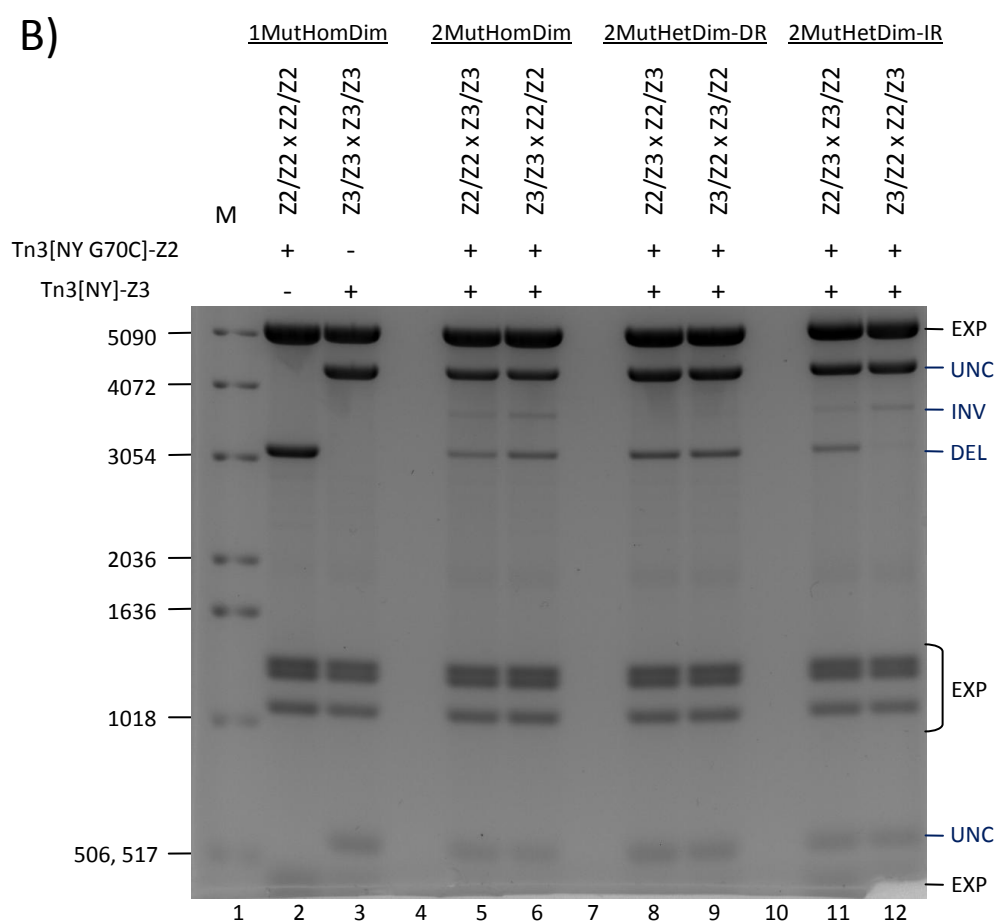 B)
1MutHomDim 2MutHomDim 2MutHetDim-DR 2MutHetDim-IR
Z2/Z2 x Z2/Z2
Z3/Z3 x Z3/Z3
Z2/Z2 x Z3/Z3
Z3/Z3 x Z2/Z2
Z2/Z3 x Z2/Z3
Z3/Z2 x Z3/Z2
Z2/Z3 x Z3/Z2
Z3/Z2 x Z2/Z3
M
Tn3[NY G70C]-Z2 + - + + + + + +
Tn3[NY]-Z3 - + + + + + + +
5090 EXP
4072 UNC
INV
3054 DEL
2036
1636
1018 EXP
506, 517 UNC
EXP
1 2 3 4 5 6 7 8 9 10 11 12